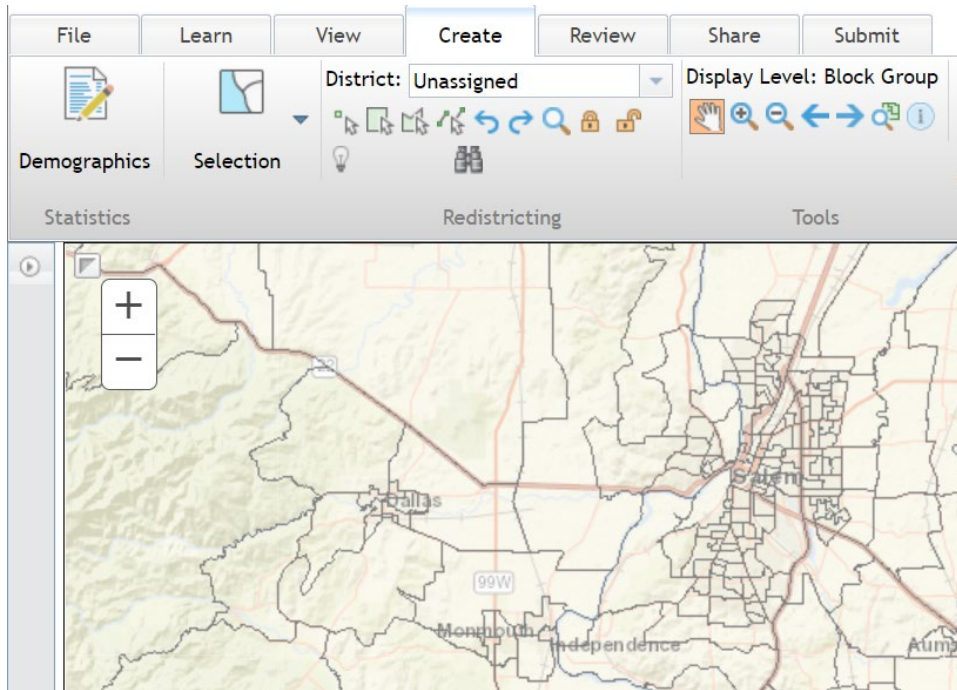 File Learn View Create Review Share Submit
District: Unassigned
Display Level: Block Group
Demographics
Selection
Statistics
Redistricting
Tools
+
−
22
Salem
Dallas
99W
Monmouth
Independence
Aum